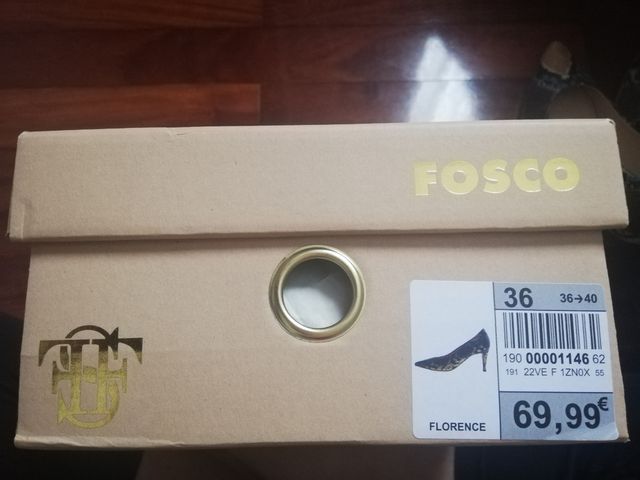 FOSCO
36 36→40
190 00001146 62
191 22VE F 1ZN0X 55
FLORENCE
69,99€